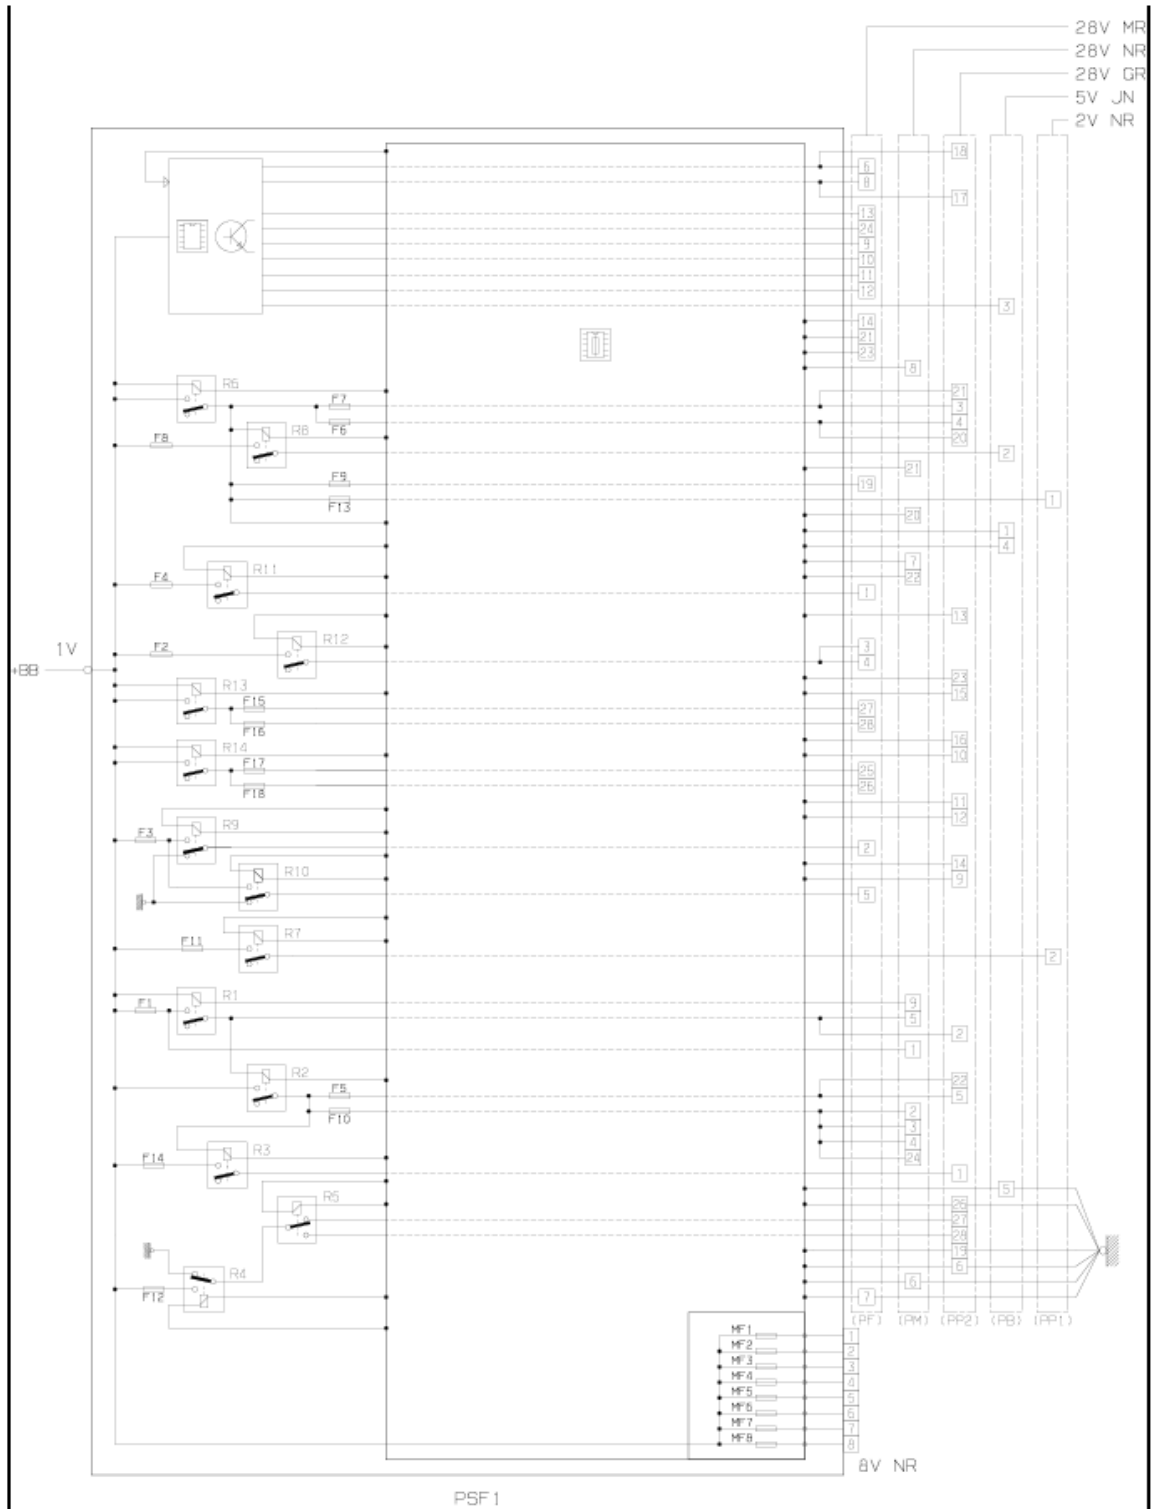 28V MR
28V NR
28V GR
5V JN
2V NR
18
6
8
17
13
24
9
10
11
12
3
14
21
23
8
R6
21
F7
3
4
F6
R8
20
F8
2
21
F9
19
F13
1
20
1
4
7
R11
F4
22
1
13
R12
1V
F2
3
4
+BB
23
R13
15
F15
27
28
F16
16
R14
10
F17
25
26
F18
11
12
R9
F3
2
14
R10
9
5
R7
F11
2
R1
9
F1
5
2
1
R2
22
F5
5
2
F10
3
4
R3
24
F14
1
5
R5
26
27
28
19
6
R4
6
F12
7
(PF) (PM) (PP2) (PB) (PP1)
MF1 1
MF2 2
MF3 3
MF4 4
MF5 5
MF6 6
MF7 7
MF8 8
8V NR
PSF1